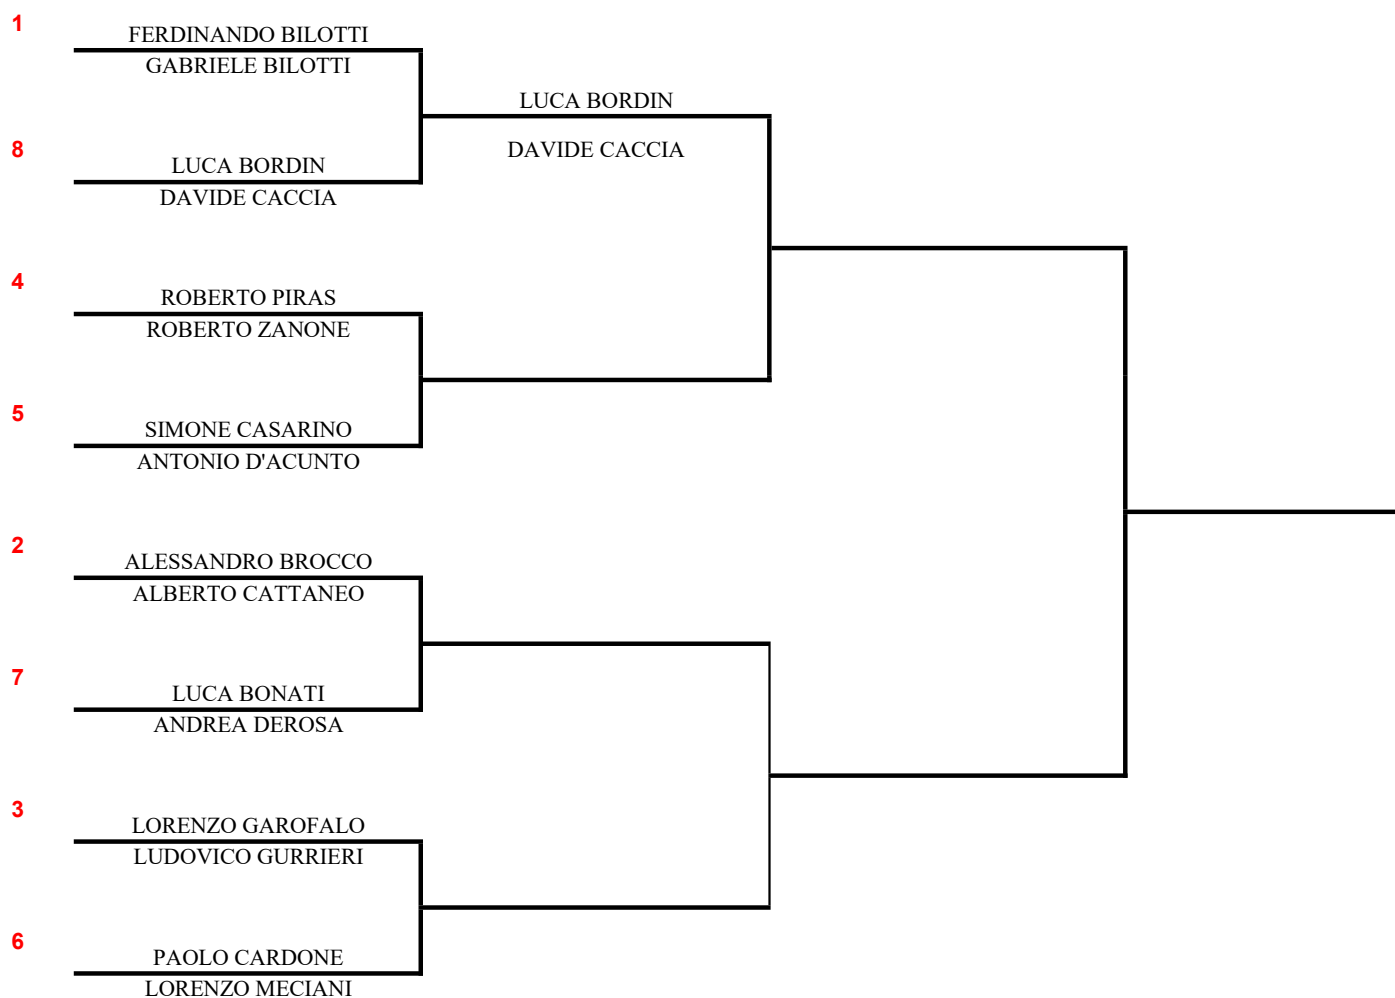 1
FERDINANDO BILOTTI
GABRIELE BILOTTI
LUCA BORDIN
DAVIDE CACCIA
8
LUCA BORDIN
DAVIDE CACCIA
4
ROBERTO PIRAS
ROBERTO ZANONE
5
SIMONE CASARINO
ANTONIO D'ACUNTO
2
ALESSANDRO BROCCO
ALBERTO CATTANEO
7
LUCA BONATI
ANDREA DEROSA
3
LORENZO GAROFALO
LUDOVICO GURRIERI
6
PAOLO CARDONE
LORENZO MECIANI